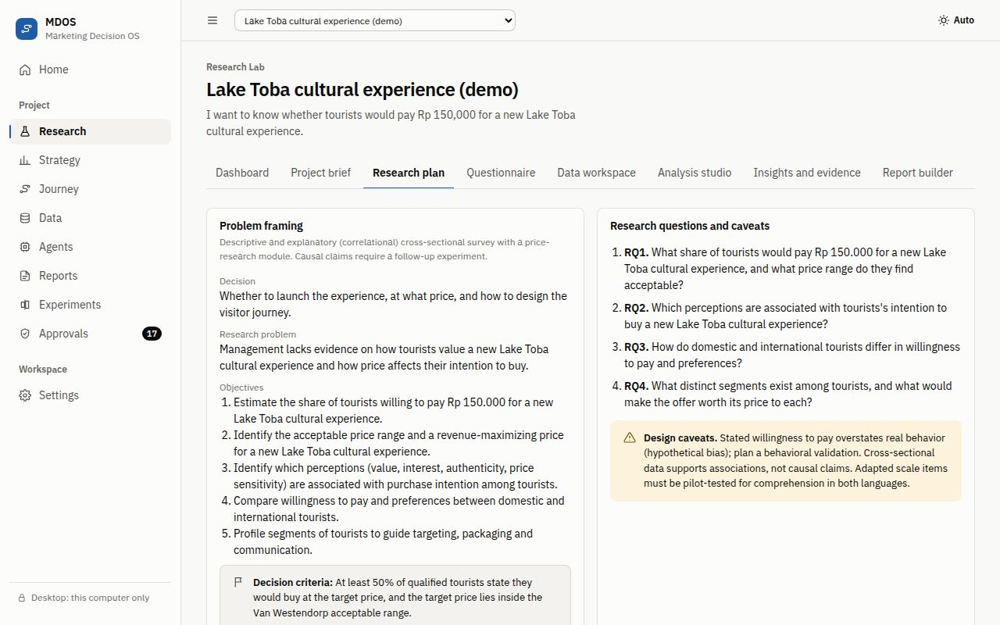 MDOS
Marketing Decision OS
Home
Project
Research
Strategy
Journey
Data
Agents
Reports
Experiments
Approvals
17
Workspace
Settings
Desktop: this computer only
Lake Toba cultural experience (demo)
Auto
Research Lab
Lake Toba cultural experience (demo)
I want to know whether tourists would pay Rp 150,000 for a new Lake Toba
cultural experience.
Dashboard
Project brief
Research plan
Questionnaire
Data workspace
Analysis studio
Insights and evidence
Report builder
Problem framing
Descriptive and explanatory (correlational) cross-sectional survey with a price-
research module. Causal claims require a follow-up experiment.
Decision
Whether to launch the experience, at what price, and how to design the
visitor journey.
Research problem
Management lacks evidence on how tourists value a new Lake Toba
cultural experience and how price affects their intention to buy.
Objectives
1. Estimate the share of tourists willing to pay Rp 150.000 for a new
Lake Toba cultural experience.
2. Identify the acceptable price range and a revenue-maximizing price
for a new Lake Toba cultural experience.
3. Identify which perceptions (value, interest, authenticity, price
sensitivity) are associated with purchase intention among tourists.
4. Compare willingness to pay and preferences between domestic and
international tourists.
5. Profile segments of tourists to guide targeting, packaging and
communication.
Decision criteria: At least 50% of qualified tourists state they
would buy at the target price, and the target price lies inside the
Van Westendorp acceptable range.
Research questions and caveats
1. RQ1. What share of tourists would pay Rp 150.000 for a new Lake
Toba cultural experience, and what price range do they find
acceptable?
2. RQ2. Which perceptions are associated with tourists's intention to
buy a new Lake Toba cultural experience?
3. RQ3. How do domestic and international tourists differ in willingness
to pay and preferences?
4. RQ4. What distinct segments exist among tourists, and what would
make the offer worth its price to each?
Design caveats. Stated willingness to pay overstates real behavior
(hypothetical bias); plan a behavioral validation. Cross-sectional
data supports associations, not causal claims. Adapted scale items
must be pilot-tested for comprehension in both languages.